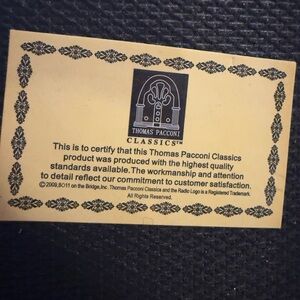 THOMAS PACCONI
CLASSICS™
This is to certify that this Thomas Pacconi Classics
product was produced with the highest quality
standards available. The workmanship and attention
to detail reflect our commitment to customer satisfaction.
©2009, on the Bridge, Inc. Thomas Pacconi Classics and the Radio Logo is a Registered Trademark.
All Rights Reserved.